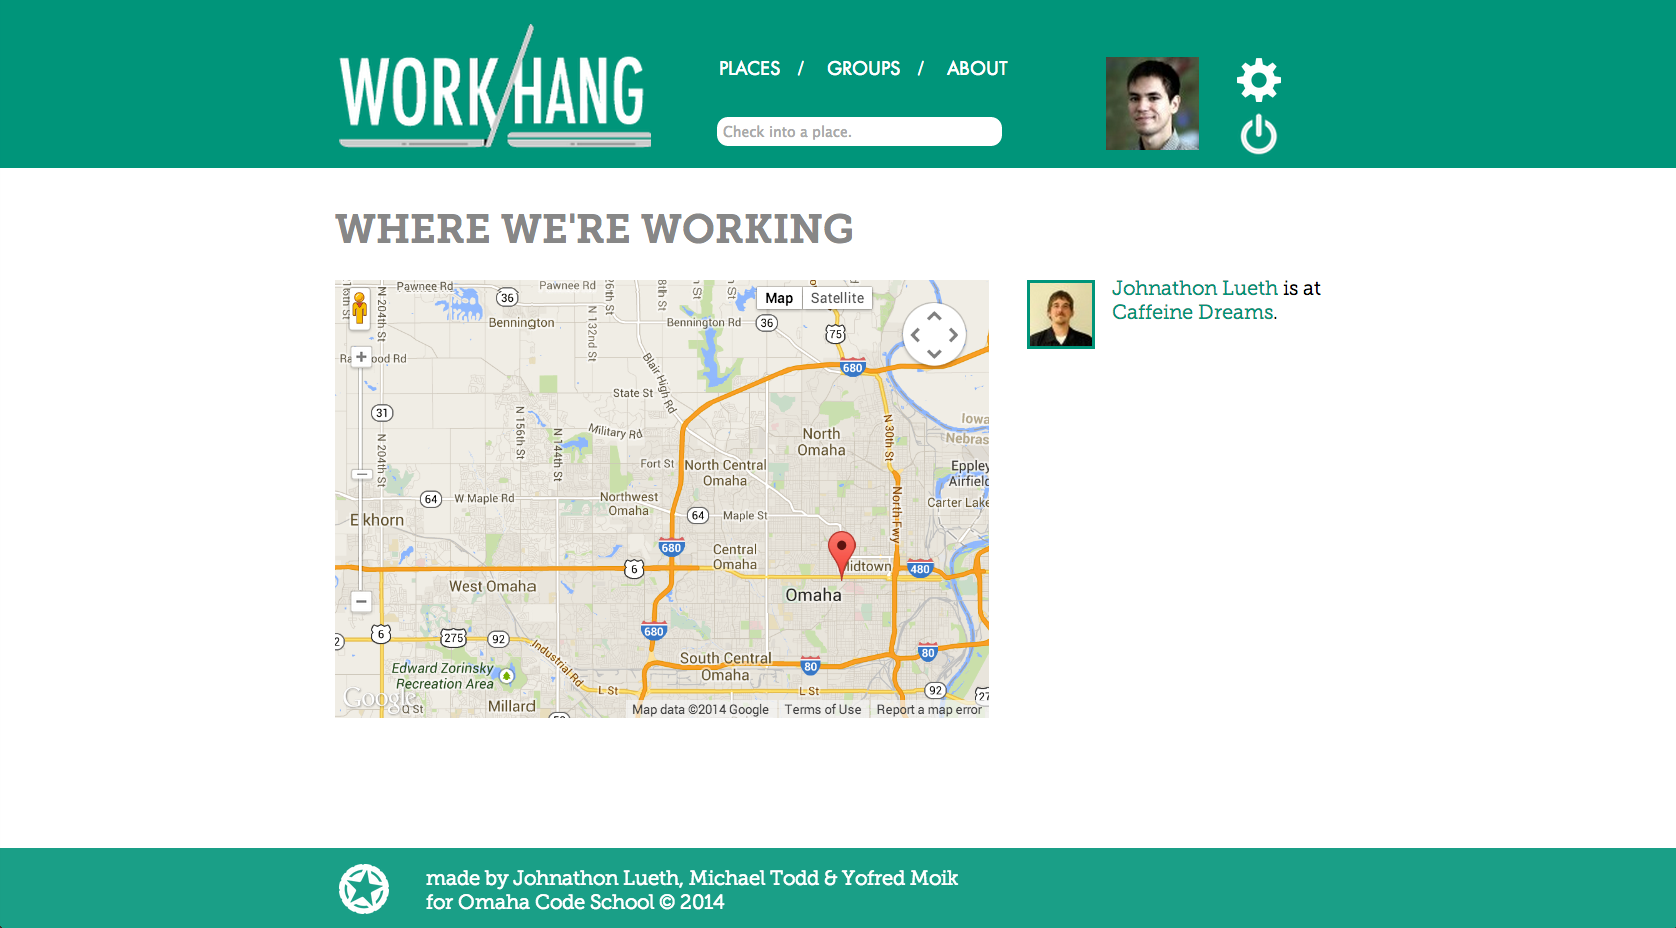 WORK/HANG
PLACES / GROUPS / ABOUT
Check into a place.
WHERE WE'RE WORKING
Johnathon Lueth is at
Caffeine Dreams.
Map Satellite
Pawnee Rd
Pawnee Rd
36
N 204th St
Bennington
N 132nd St
Bennington Rd
36
75
680
Blair High Rd
State St
31
N 156th St
N 144th St
Military Rd
N 204th St
North
Omaha
N 30th St
Iowa
Nebras
Fort St
North Central
Omaha
Eppley
Airfield
64
W Maple Rd
Northwest
Omaha
64
Maple St
North Fwy
Carter Lake
Elkhorn
680
Central
Omaha
6
Midtown
480
West Omaha
Omaha
6
275
92
680
Industrial Rd
South Central
Omaha
80
80
Edward Zorinsky
Recreation Area
L St
L St
92
Google
Q St
Millard
Map data ©2014 Google
Terms of Use
Report a map error
made by Johnathon Lueth, Michael Todd & Yofred Moik
for Omaha Code School © 2014